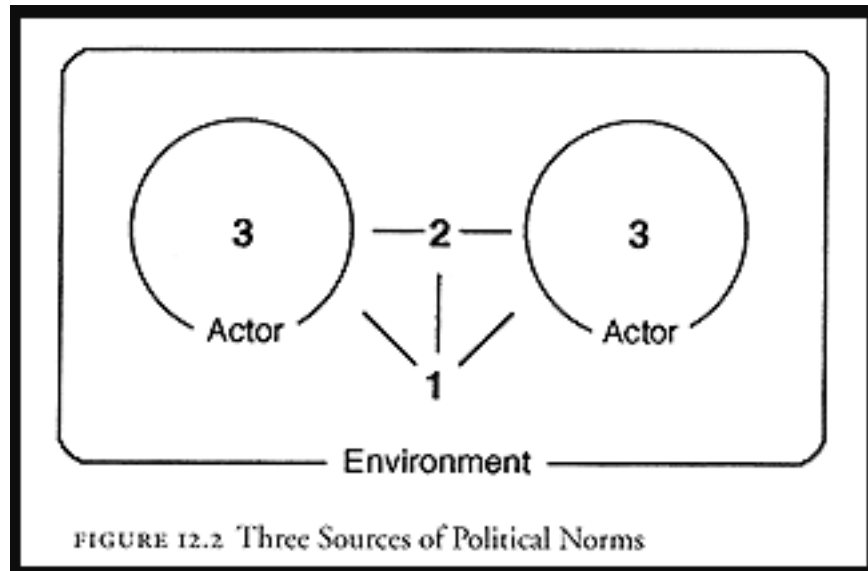 3 2 3
Actor Actor
1
Environment
FIGURE 12.2 Three Sources of Political Norms